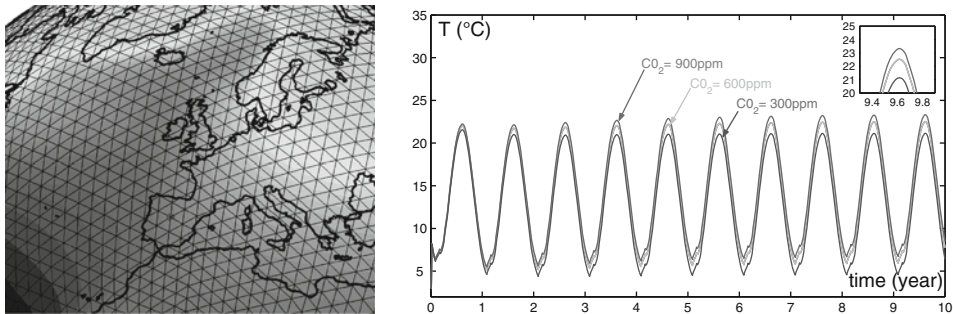 T (°C)
35
30
25
20
15
10
5
C0₂= 900ppm
C0₂= 600ppm
C0₂= 300ppm
25
24
23
22
21
20
9.4 9.6 9.8
time (year)
0 1 2 3 4 5 6 7 8 9 10